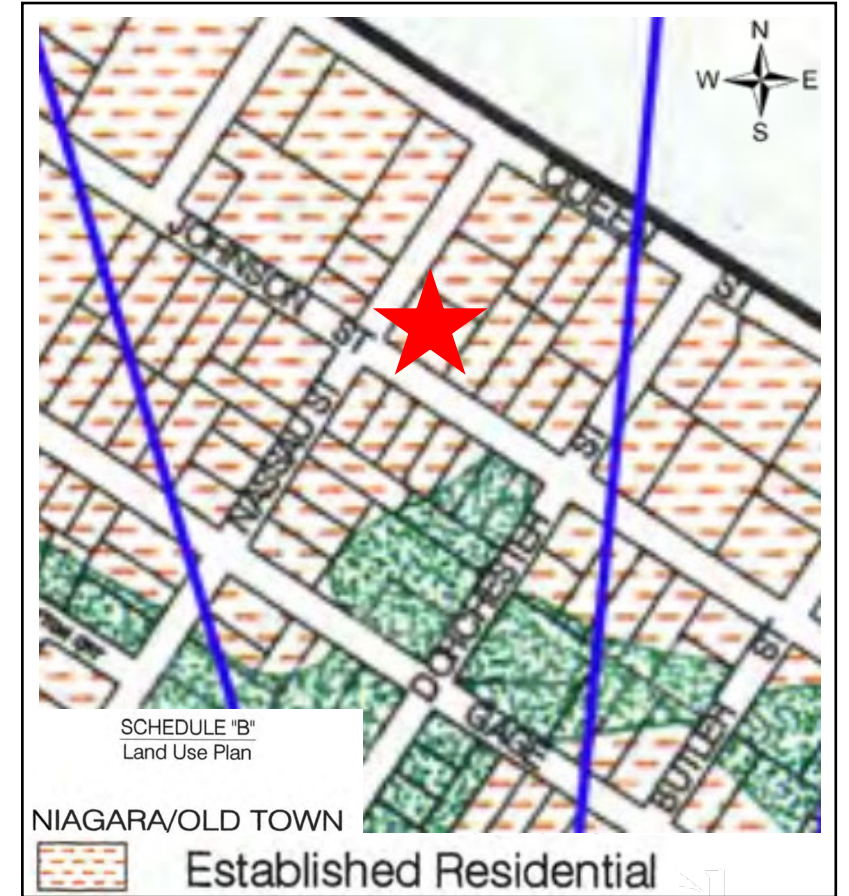 N
W E
S
QUEEN
ST
JOHNSON
ST
NASSAU ST
ST
DORCHESTER
ST
GAGE
BUTLER
SCHEDULE "B"
Land Use Plan
NIAGARA/OLD TOWN
Established Residential